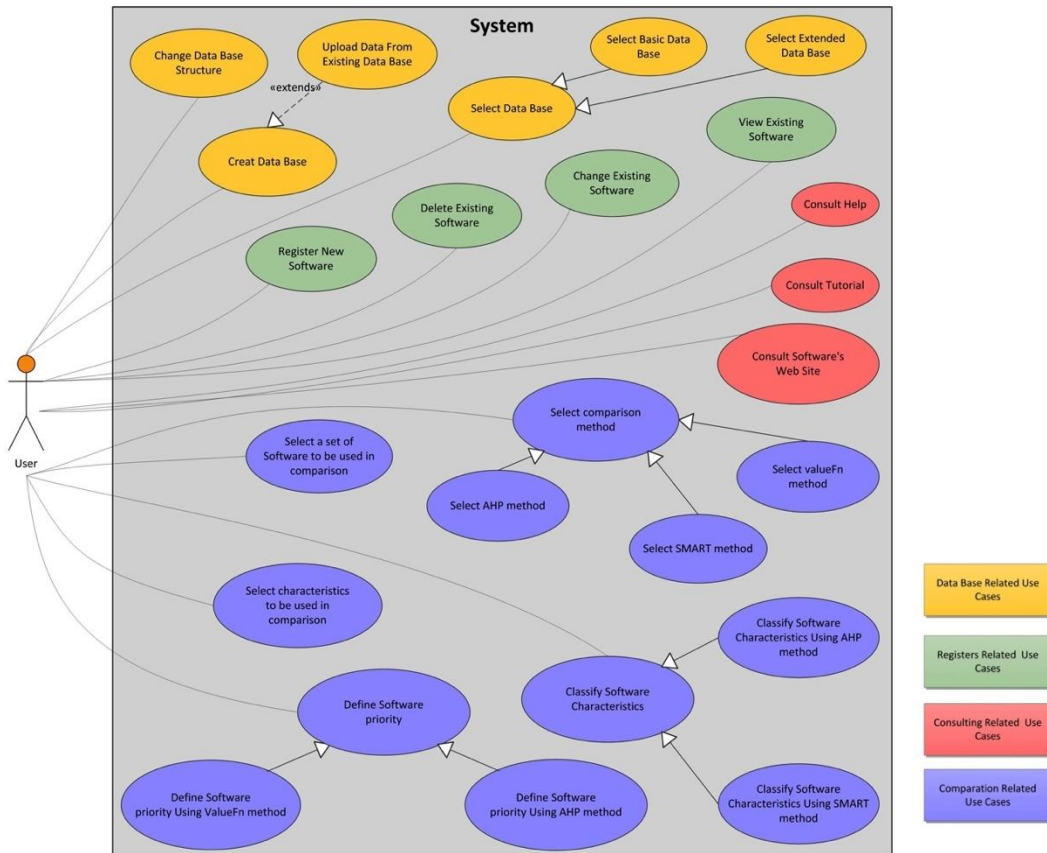 System
Change Data Base
Structure
Upload Data From
Existing Data Base
Select Basic Data
Base
Select Extended
Data Base
«extends»
Select Data Base
Creat Data Base
View Existing
Software
Change Existing
Software
Delete Existing
Software
Register New
Software
Consult Help
Consult Tutorial
Consult Software's
Web Site
User
Select comparison
method
Select a set of
Software to be used in
comparison
Select valueFn
method
Select AHP method
Select SMART method
Select characteristics
to be used in
comparison
Classify Software
Characteristics Using AHP
method
Classify Software
Characteristics
Define Software
priority
Define Software
priority Using ValueFn method
Define Software
priority Using AHP method
Classify Software
Characteristics Using SMART
method
Data Base Related Use
Cases
Registers Related Use
Cases
Consulting Related Use
Cases
Comparation Related
Use Cases